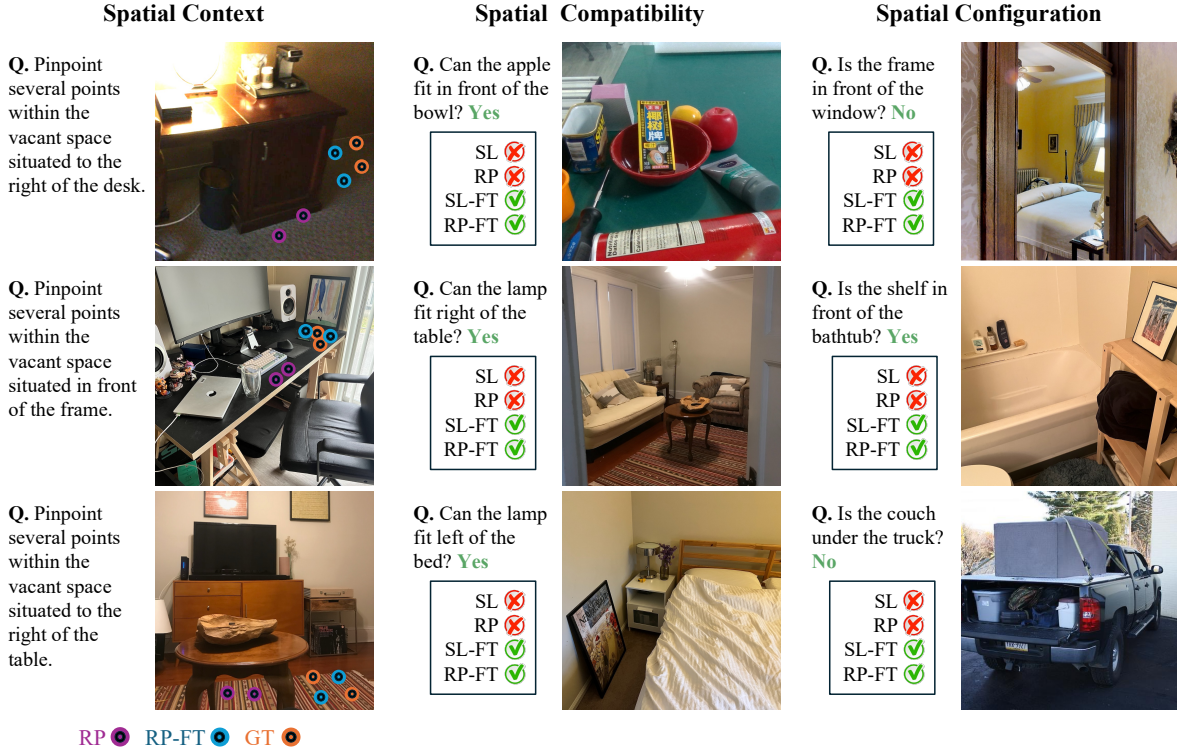 Spatial Context
Spatial Compatibility
Spatial Configuration
Q. Pinpoint
several points
within the
vacant space
situated to the
right of the desk.
Q. Can the apple
fit in front of the
bowl? Yes
SL
RP
SL-FT
RP-FT
椰树牌
Q. Is the frame
in front of the
window? No
SL
RP
SL-FT
RP-FT
Q. Pinpoint
several points
within the
vacant space
situated in front
of the frame.
Q. Can the lamp
fit right of the
table? Yes
SL
RP
SL-FT
RP-FT
Q. Is the shelf in
front of the
bathtub? Yes
SL
RP
SL-FT
RP-FT
Q. Pinpoint
several points
within the
vacant space
situated to the
right of the
table.
Q. Can the lamp
fit left of the
bed? Yes
SL
RP
SL-FT
RP-FT
Q. Is the couch
under the truck?
No
SL
RP
SL-FT
RP-FT
RP RP-FT GT